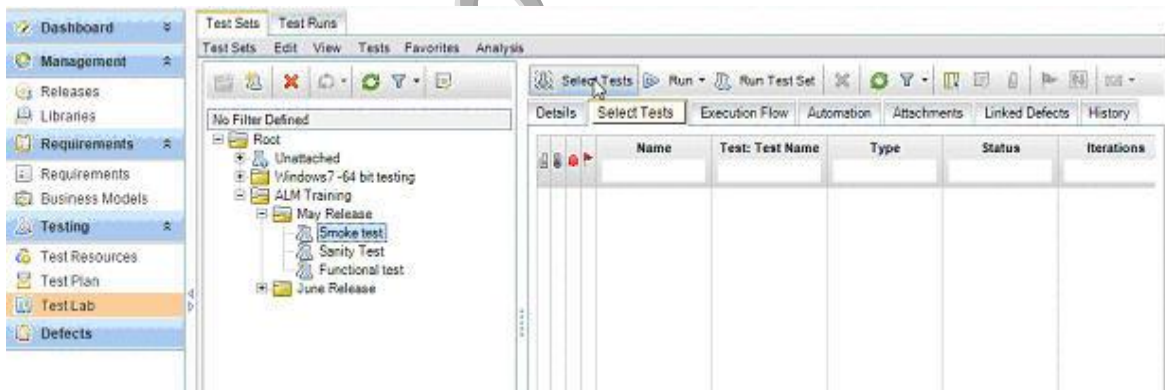 Dashboard
Management
Releases
Libraries
Requirements
Requirements
Business Models
Testing
Test Resources
Test Plan
Test Lab
Defects
Test Sets Test Runs
Test Sets Edit View Tests Favorites Analysis
No Filter Defined
Root
Unattached
Windows7-64 bit testing
ALM Training
May Release
Smoke test
Sanity Test
Functional test
June Release
Select Tests Run Run Test Set
Details Select Tests Execution Flow Automation Attachments Linked Defects History
Name Test: Test Name Type Status Iterations